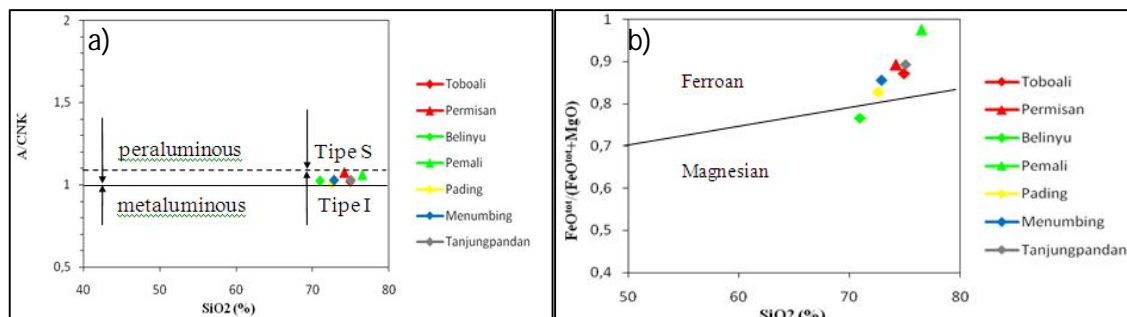 a)
2
1,5
1
0,5
A/CNK
peraluminous
metaluminous
Tipe S
Tipe I
40 50 60 70 80
SiO2 (%)
Toboali
Permisan
Belinyu
Pemali
Pading
Menumbing
Tanjungpandan
b)
1
0,9
0,8
0,7
0,6
0,5
0,4
FeOtot/(FeOtot+MgO)
Ferroan
Magnesian
50 60 70 80
SiO2 (%)
Toboali
Permisan
Belinyu
Pemali
Pading
Menumbing
Tanjungpandan